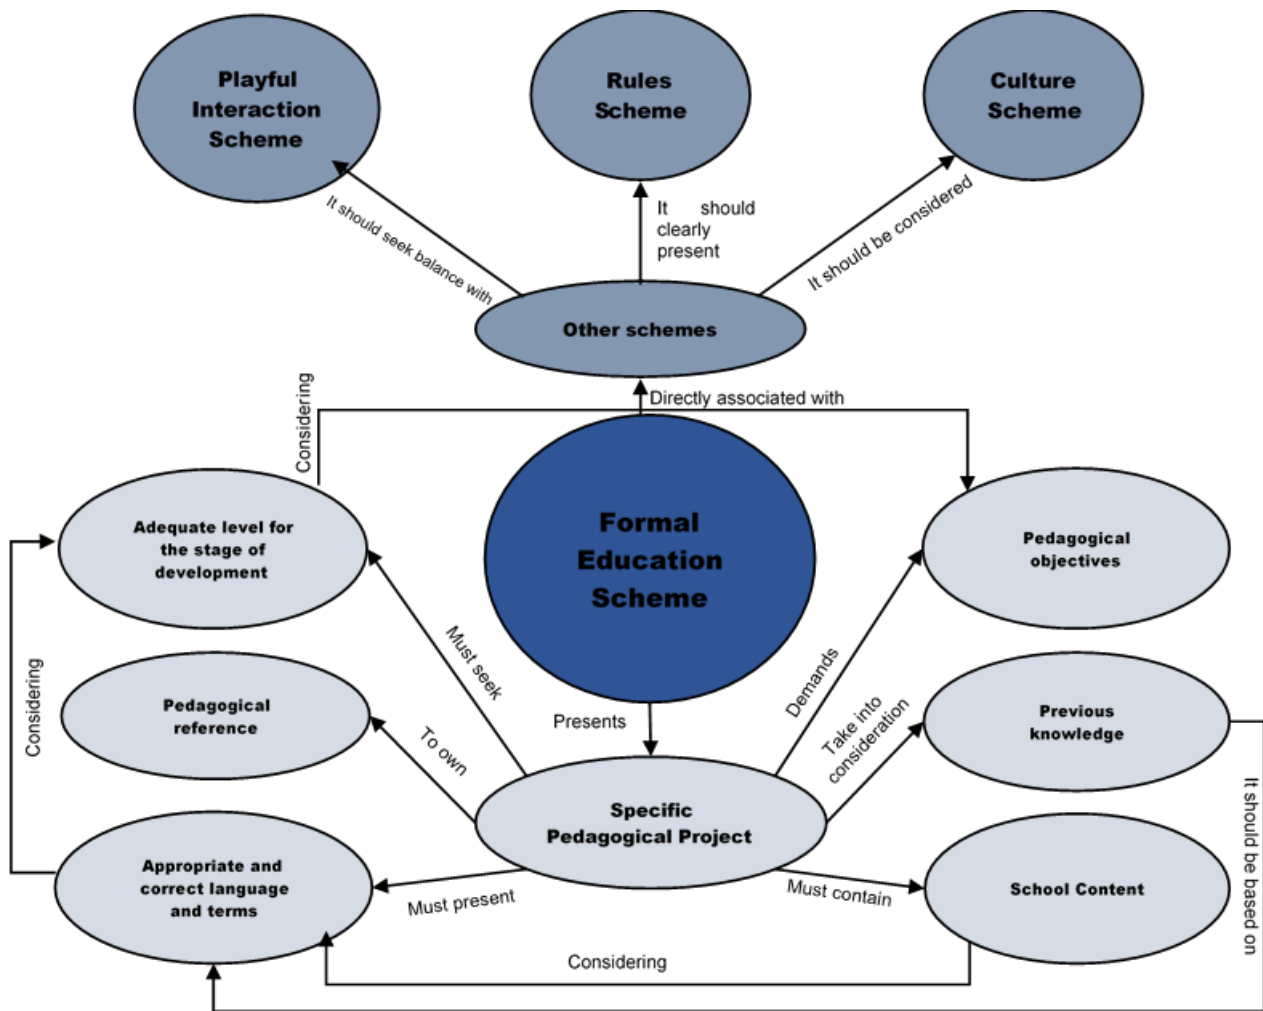 Playful
Interaction
Scheme
Rules
Scheme
Culture
Scheme
It should seek balance with
It should
clearly
present
It should be considered
Other schemes
Considering
Directly associated with
Formal
Education
Scheme
Adequate level for
the stage of
development
Pedagogical
objectives
Must seek
Demands
Considering
Pedagogical
reference
To own
Presents
Take into
consideration
Previous
knowledge
Specific
Pedagogical Project
It should be based on
Appropriate and
correct language
and terms
Must present
Must contain
School Content
Considering